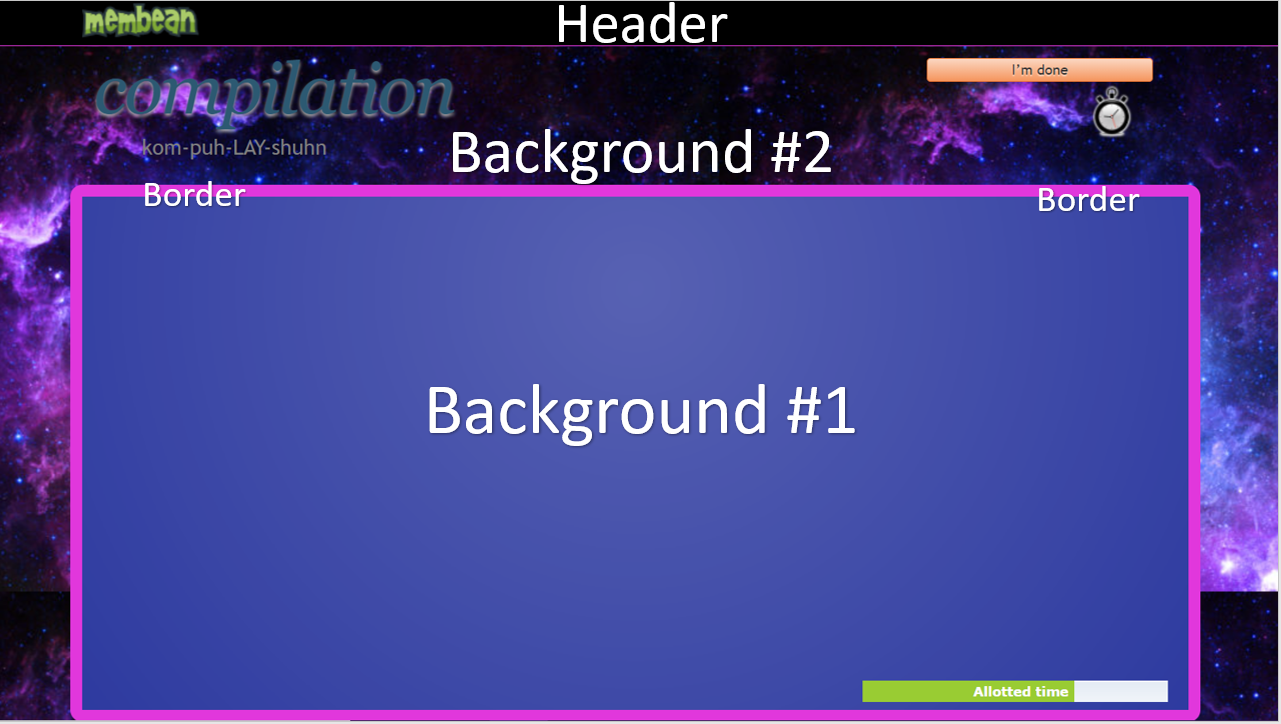 membean
Header
compilation
I'm done
kom-puh-LAY-shuhn
Background #2
Border
Border
Background #1
Allotted time